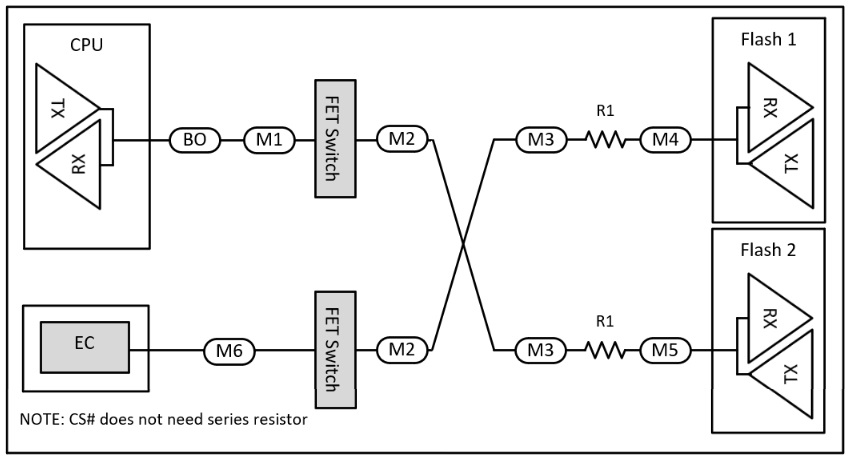 CPU
TX
RX
BO
M1
FET Switch
M2
M3
R1
M4
Flash 1
RX
TX
EC
M6
FET Switch
M2
M3
R1
M5
Flash 2
RX
TX
NOTE: CS# does not need series resistor